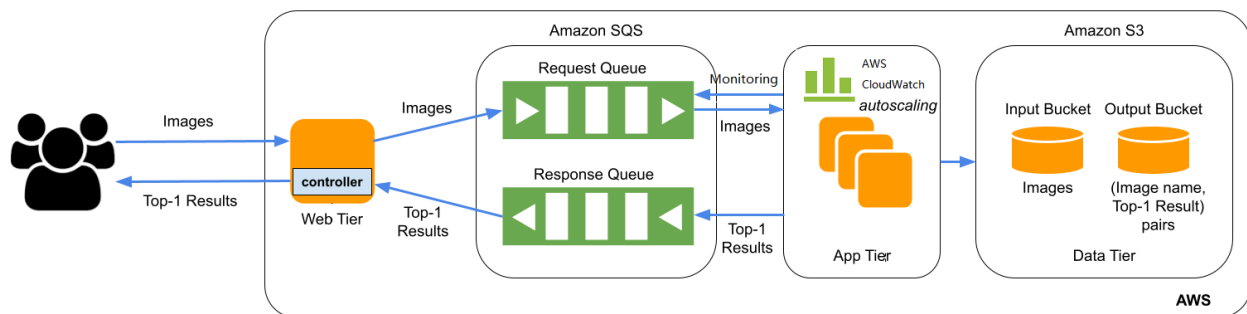 Amazon SQS
Amazon S3
Request Queue
Monitoring
AWS
CloudWatch
autoscaling
Images
Images
Images
Input Bucket
Output Bucket
controller
Web Tier
Top-1 Results
Response Queue
Top-1
Results
Top-1
Results
App Tier
Images
(Image name,
Top-1 Result)
pairs
Data Tier
AWS